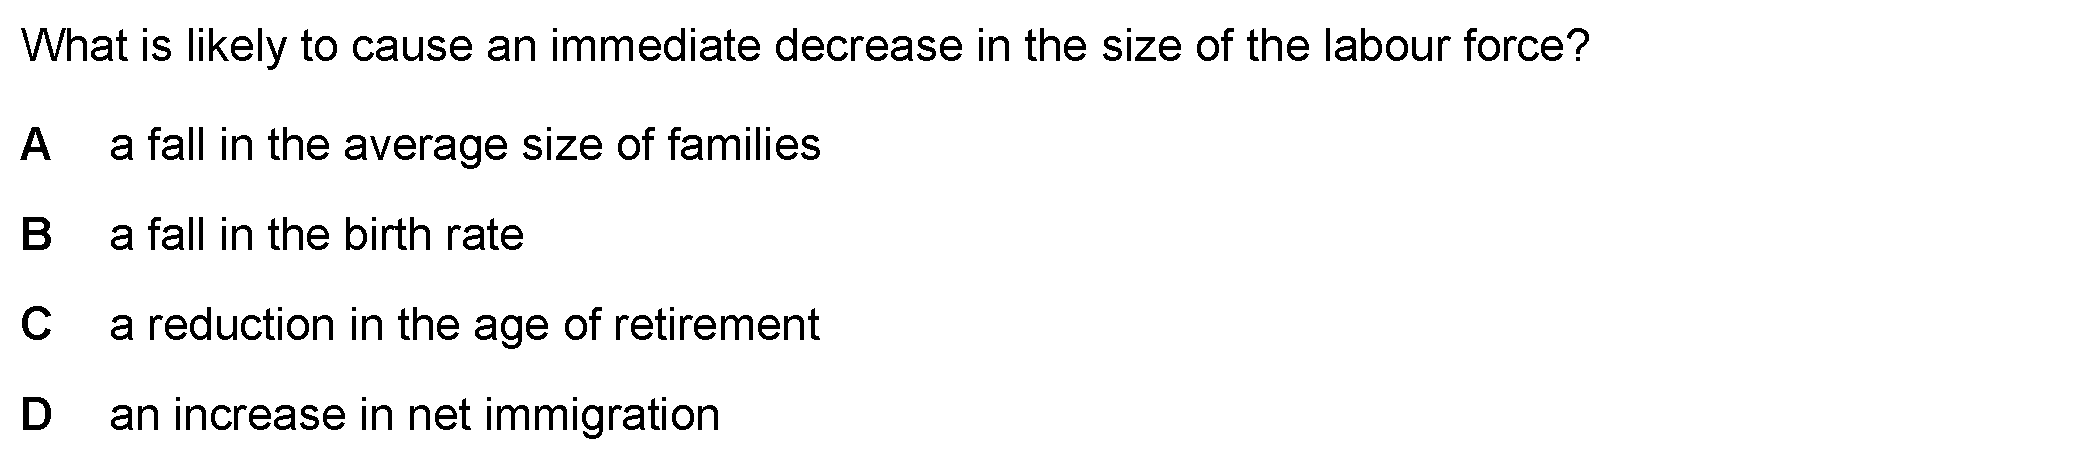 What is likely to cause an immediate decrease in the size of the labour force?
A a fall in the average size of families
B a fall in the birth rate
C a reduction in the age of retirement
D an increase in net immigration